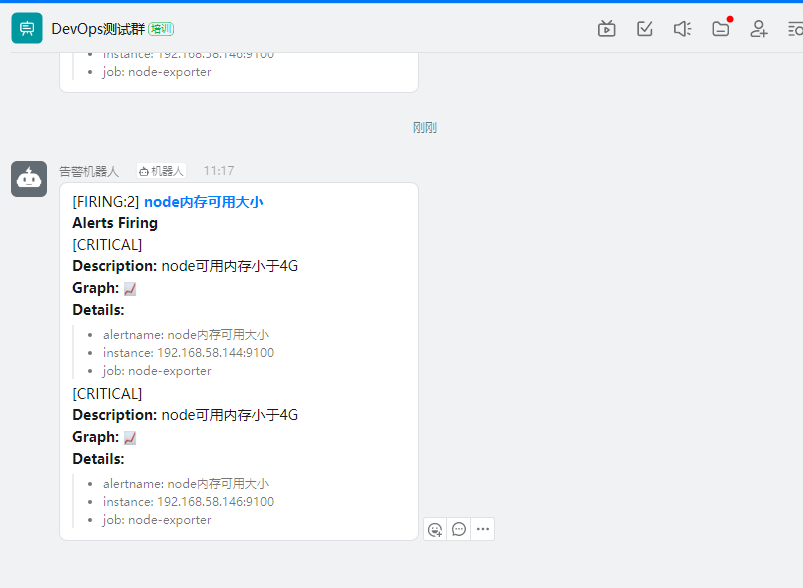 DevOps测试群 培训
instance: 192.168.58.146:9100
job: node-exporter
刚刚
告警机器人 机器人 11:17
[FIRING:2] node内存可用大小
Alerts Firing
[CRITICAL]
Description: node可用内存小于4G
Graph: 📈
Details:
alertname: node内存可用大小
instance: 192.168.58.144:9100
job: node-exporter
[CRITICAL]
Description: node可用内存小于4G
Graph: 📈
Details:
alertname: node内存可用大小
instance: 192.168.58.146:9100
job: node-exporter